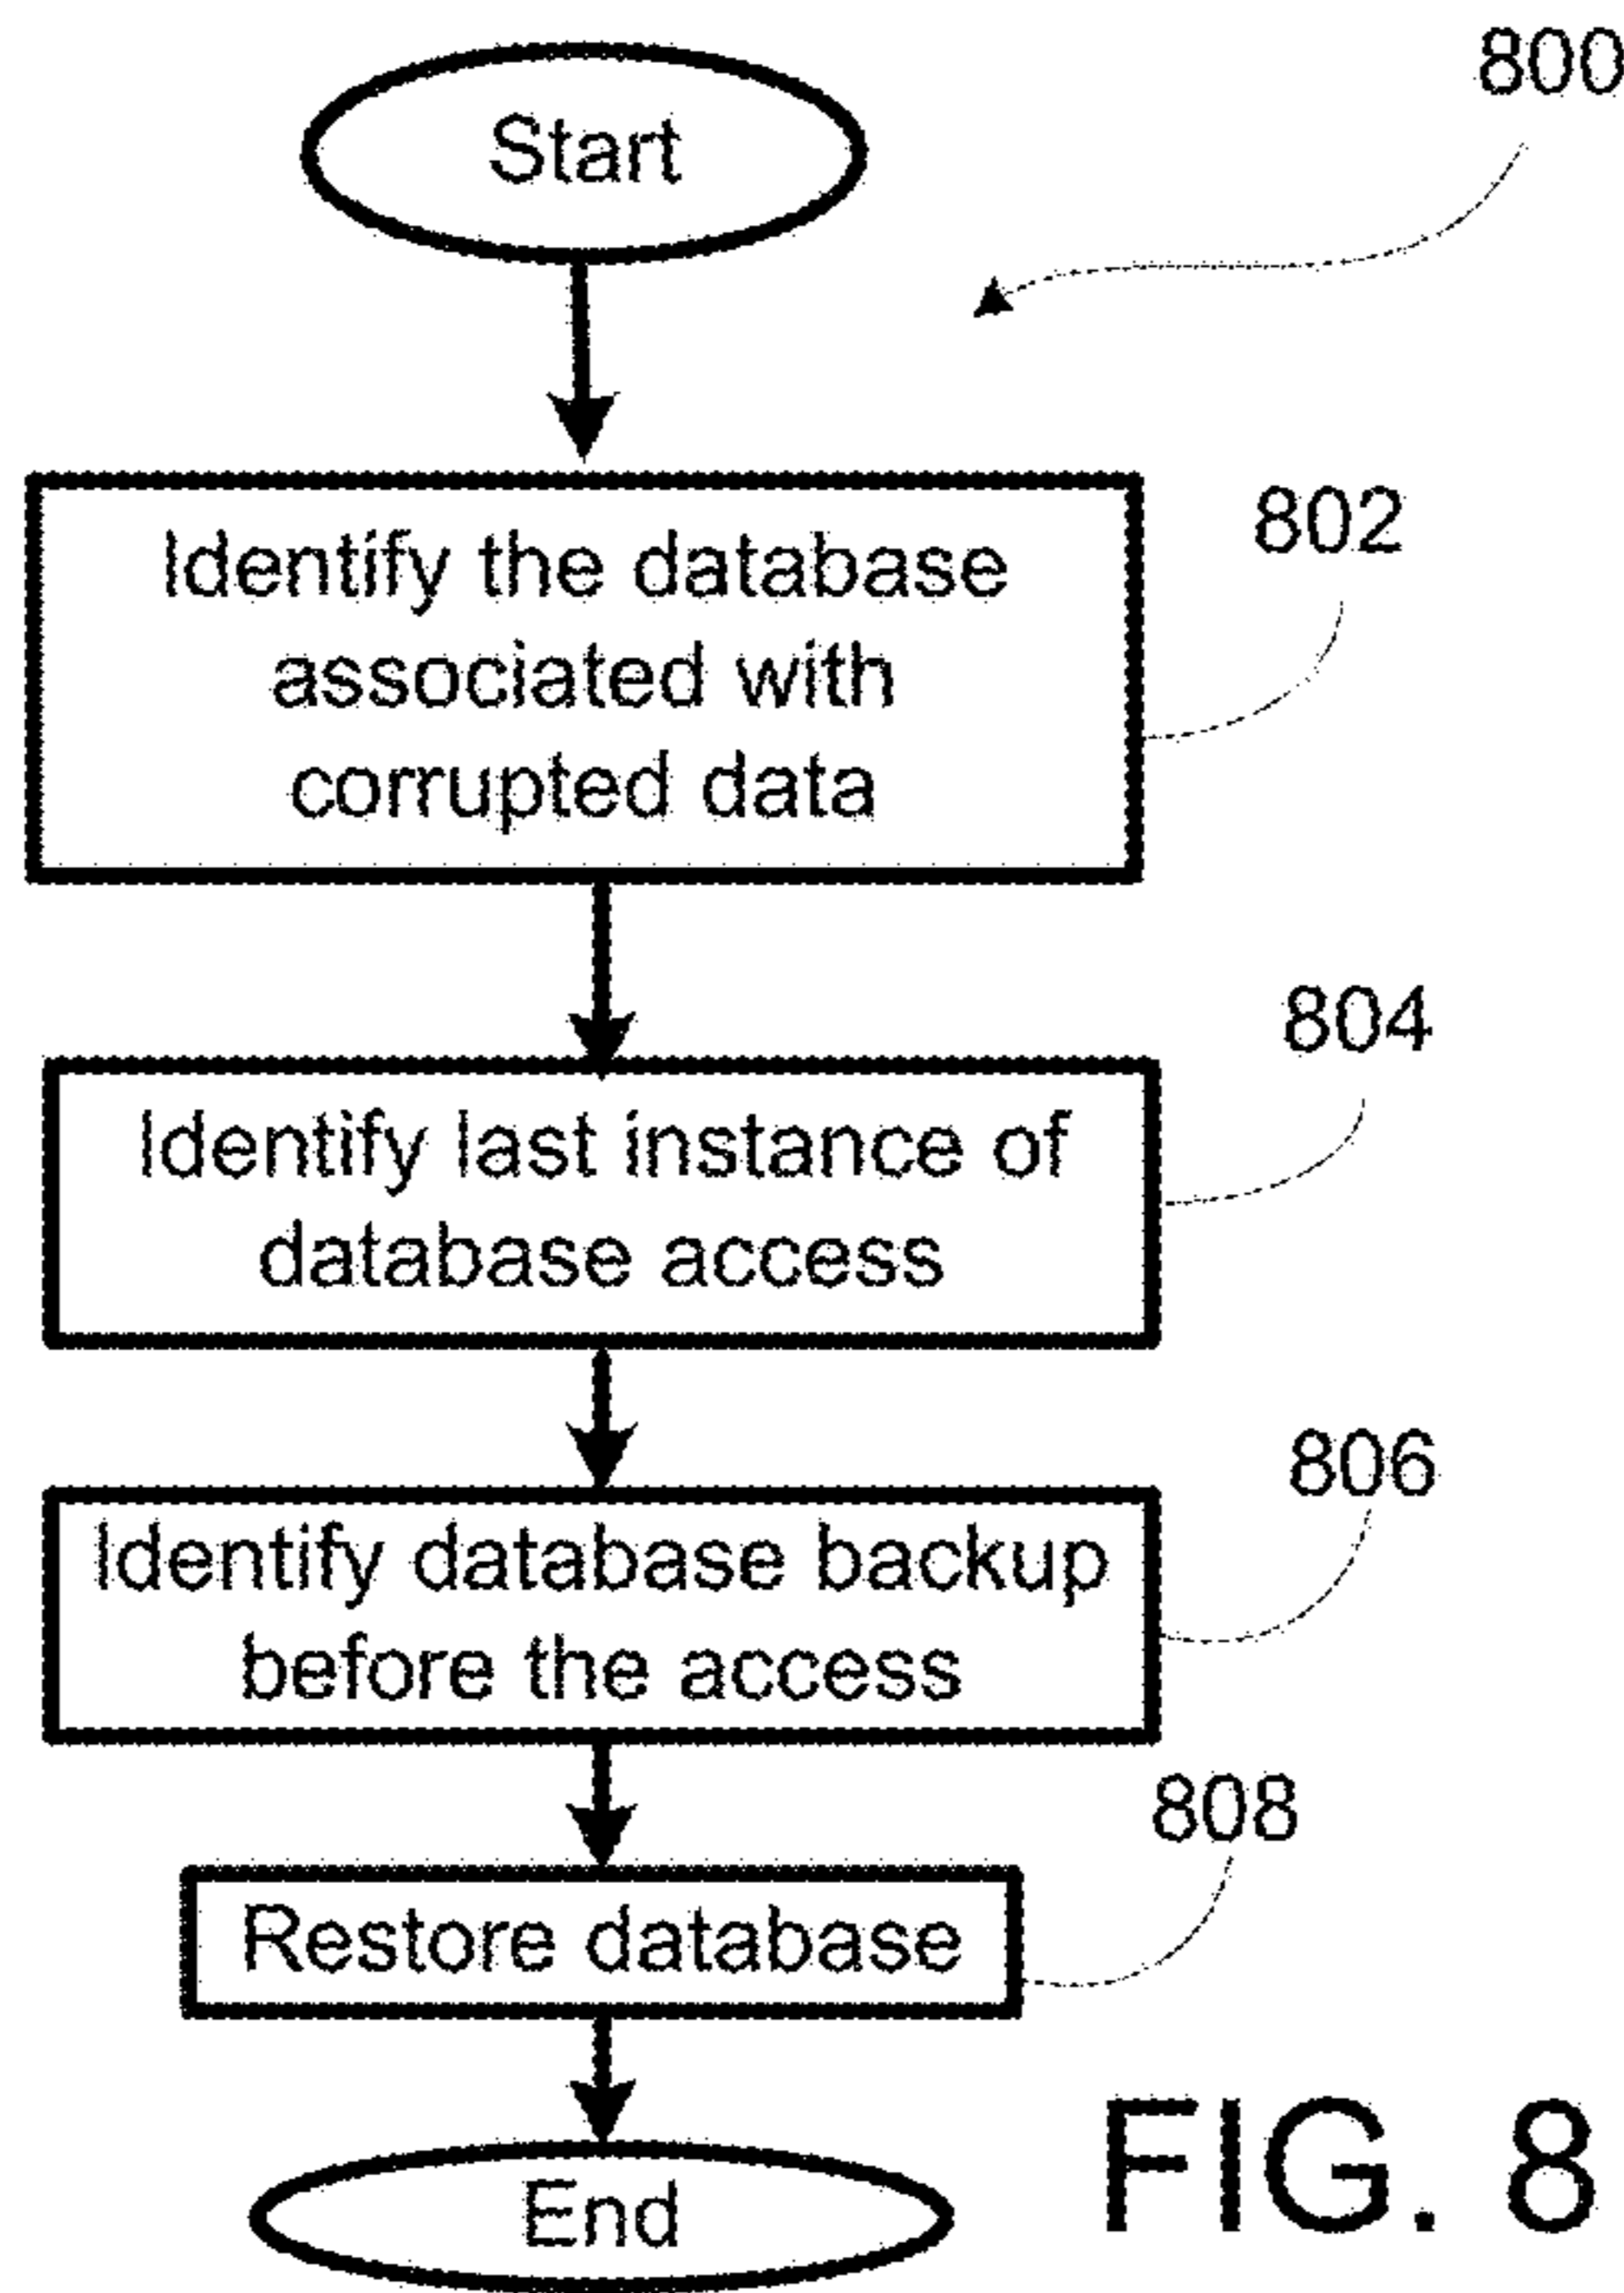 800
Start
802
Identify the database
associated with
corrupted data
804
Identify last instance of
database access
806
Identify database backup
before the access
808
Restore database
End
FIG. 8